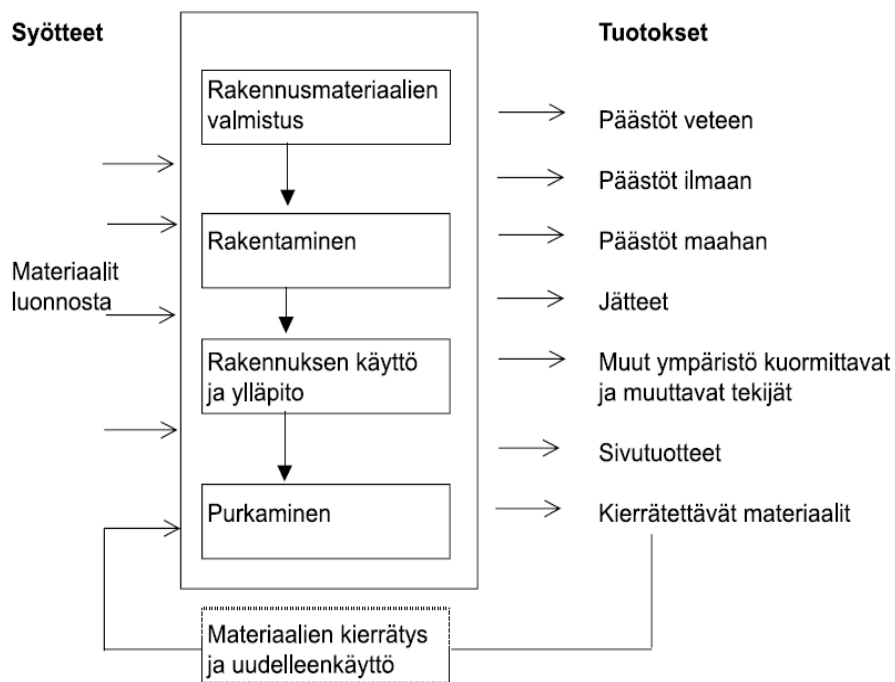 Syötteet
Tuotokset
Rakennusmateriaalien
valmistus
Rakentaminen
Rakennuksen käyttö
ja ylläpito
Purkaminen
Materiaalit
luonnosta
Päästöt veteen
Päästöt ilmaan
Päästöt maahan
Jätteet
Muut ympäristö kuormittavat
ja muuttavat tekijät
Sivutuotteet
Kierrätettävät materiaalit
Materiaalien kierrätys
ja uudelleenkäyttö